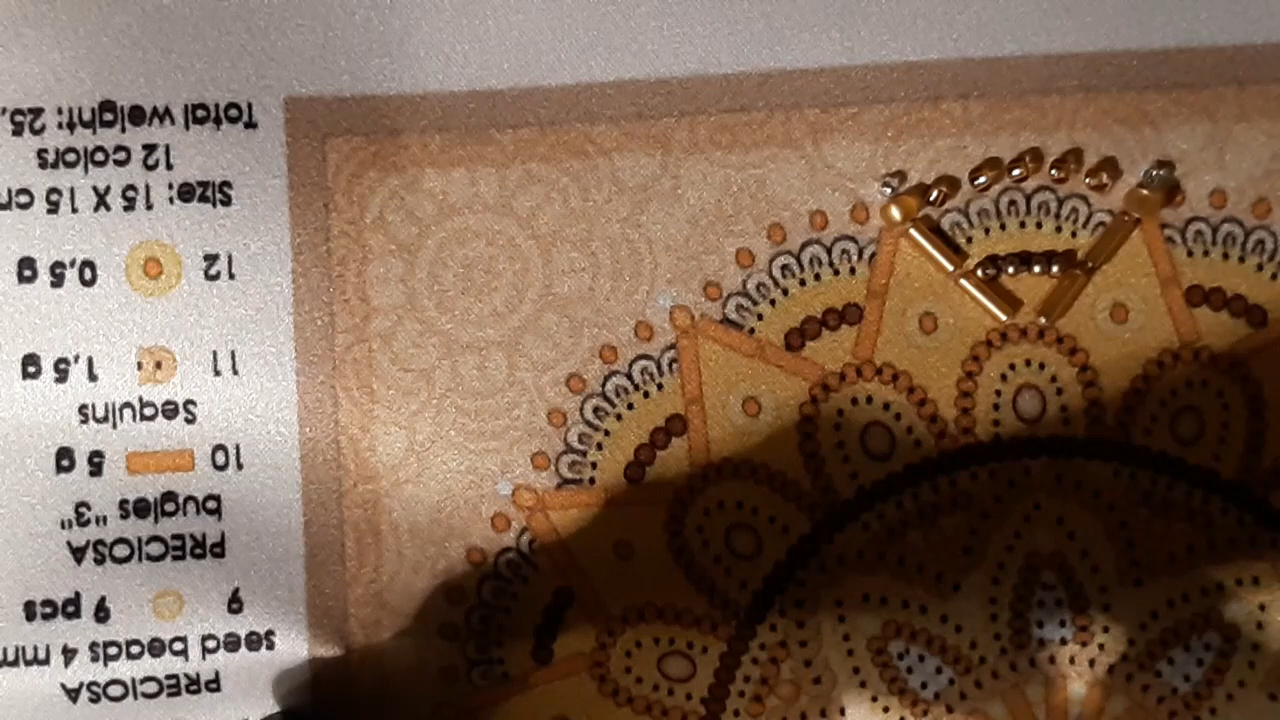 PRECIOSA
seed beads 4 mm
9 9 pcs
PRECIOSA
bugles "3"
10 5 g
Sequins
11 1,5 g
12 0,5 g
Size: 15 X 15 cm
12 colors
Total weight: 25,